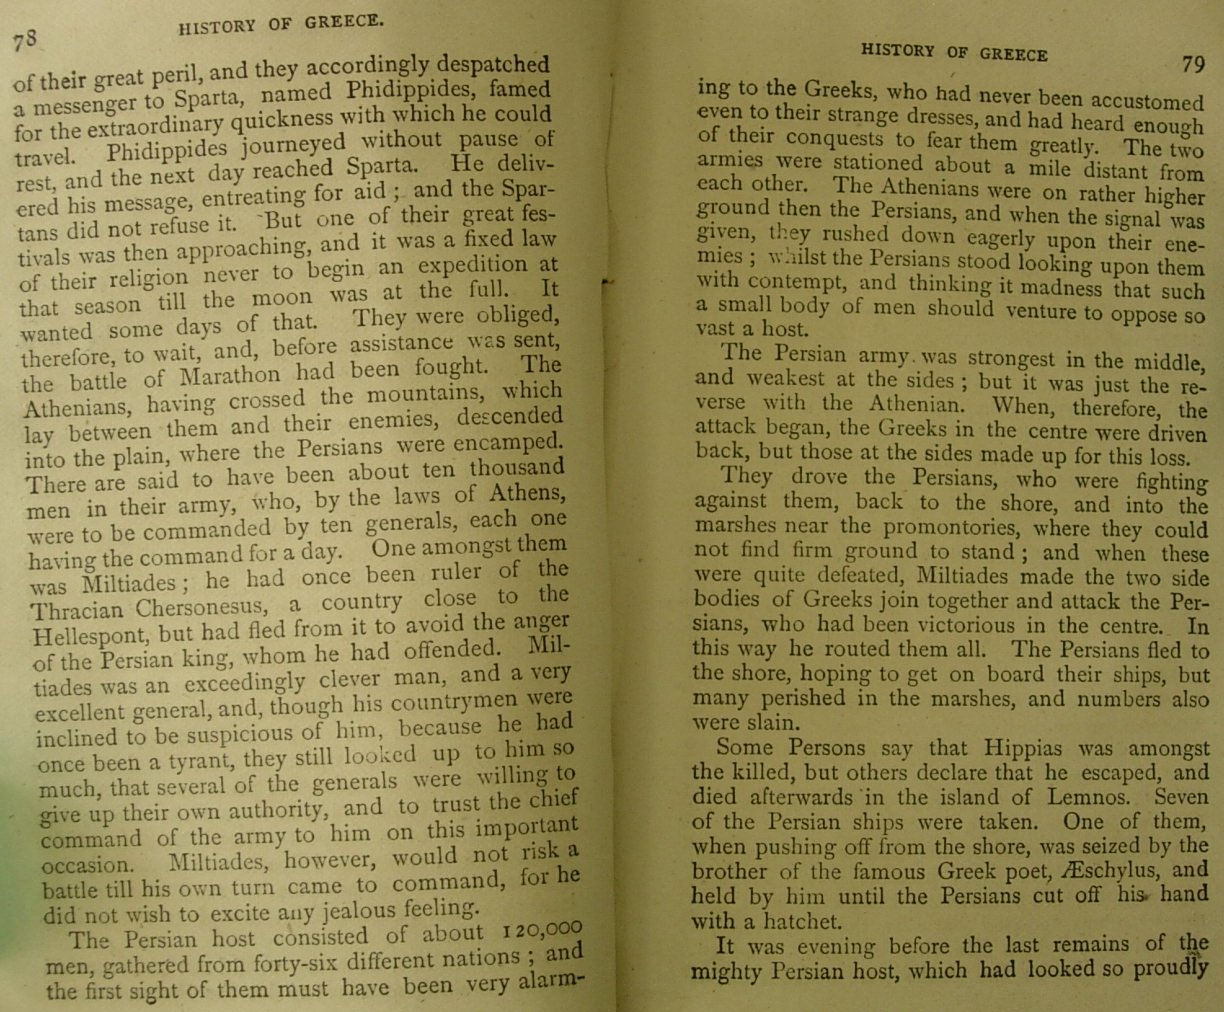 78
HISTORY OF GREECE.
of their great peril, and they accordingly despatched
a messenger to Sparta, named Phidippides, famed
for the extraordinary quickness with which he could
travel. Phidippides journeyed without pause of
rest, and the next day reached Sparta. He deliv-
ered his message, entreating for aid; and the Spar-
tans did not refuse it. But one of their great fes-
tivals was then approaching, and it was a fixed law
of their religion never to begin an expedition at
that season till the moon was at the full. It
wanted some days of that. They were obliged,
therefore, to wait, and, before assistance was sent,
the battle of Marathon had been fought. The
Athenians, having crossed the mountains, which
lay between them and their enemies, descended
into the plain, where the Persians were encamped.
There are said to have been about ten thousand
men in their army, who, by the laws of Athens,
were to be commanded by ten generals, each one
having the command for a day. One amongst them
was Miltiades; he had once been ruler of the
Thracian Chersonesus, a country close to the
Hellespont, but had fled from it to avoid the anger
of the Persian king, whom he had offended. Mil-
tiades was an exceedingly clever man, and a very
excellent general, and, though his countrymen were
inclined to be suspicious of him, because he had
once been a tyrant, they still looked up to him so
much, that several of the generals were willing to
give up their own authority, and to trust the chief
command of the army to him on this important
occasion. Miltiades, however, would not risk a
battle till his own turn came to command, for he
did not wish to excite any jealous feeling.
The Persian host consisted of about 120,000
men, gathered from forty-six different nations; and
the first sight of them must have been very alarm-
HISTORY OF GREECE
79
ing to the Greeks, who had never been accustomed
even to their strange dresses, and had heard enough
of their conquests to fear them greatly. The two
armies were stationed about a mile distant from
each other. The Athenians were on rather higher
ground then the Persians, and when the signal was
given, they rushed down eagerly upon their ene-
mies; whilst the Persians stood looking upon them
with contempt, and thinking it madness that such
a small body of men should venture to oppose so
vast a host.
The Persian army. was strongest in the middle,
and weakest at the sides; but it was just the re-
verse with the Athenian. When, therefore, the
attack began, the Greeks in the centre were driven
back, but those at the sides made up for this loss.
They drove the Persians, who were fighting
against them, back to the shore, and into the
marshes near the promontories, where they could
not find firm ground to stand; and when these
were quite defeated, Miltiades made the two side
bodies of Greeks join together and attack the Per-
sians, who had been victorious in the centre. In
this way he routed them all. The Persians fled to
the shore, hoping to get on board their ships, but
many perished in the marshes, and numbers also
were slain.
Some Persons say that Hippias was amongst
the killed, but others declare that he escaped, and
died afterwards in the island of Lemnos. Seven
of the Persian ships were taken. One of them,
when pushing off from the shore, was seized by the
brother of the famous Greek poet, Æschylus, and
held by him until the Persians cut off his hand
with a hatchet.
It was evening before the last remains of the
mighty Persian host, which had looked so proudly